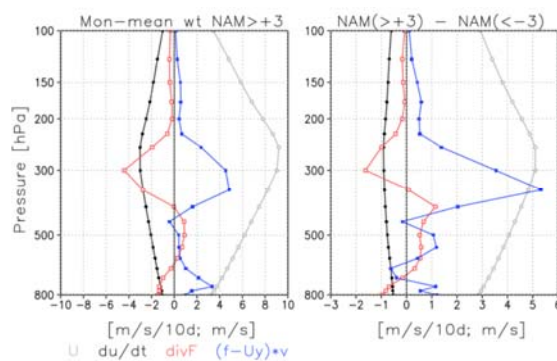 Mon-mean wt NAM>+3
NAM(>+3) - NAM(<-3)
Pressure [hPa]
100
150
200
300
500
800
-10 -8 -6 -4 -2 0 2 4 6 8 10
[m/s/10d; m/s]
Pressure [hPa]
100
150
200
300
500
800
-3 -2 -1 0 1 2 3 4 5 6
[m/s/10d; m/s]
U du/dt divF (f-Uy)*v